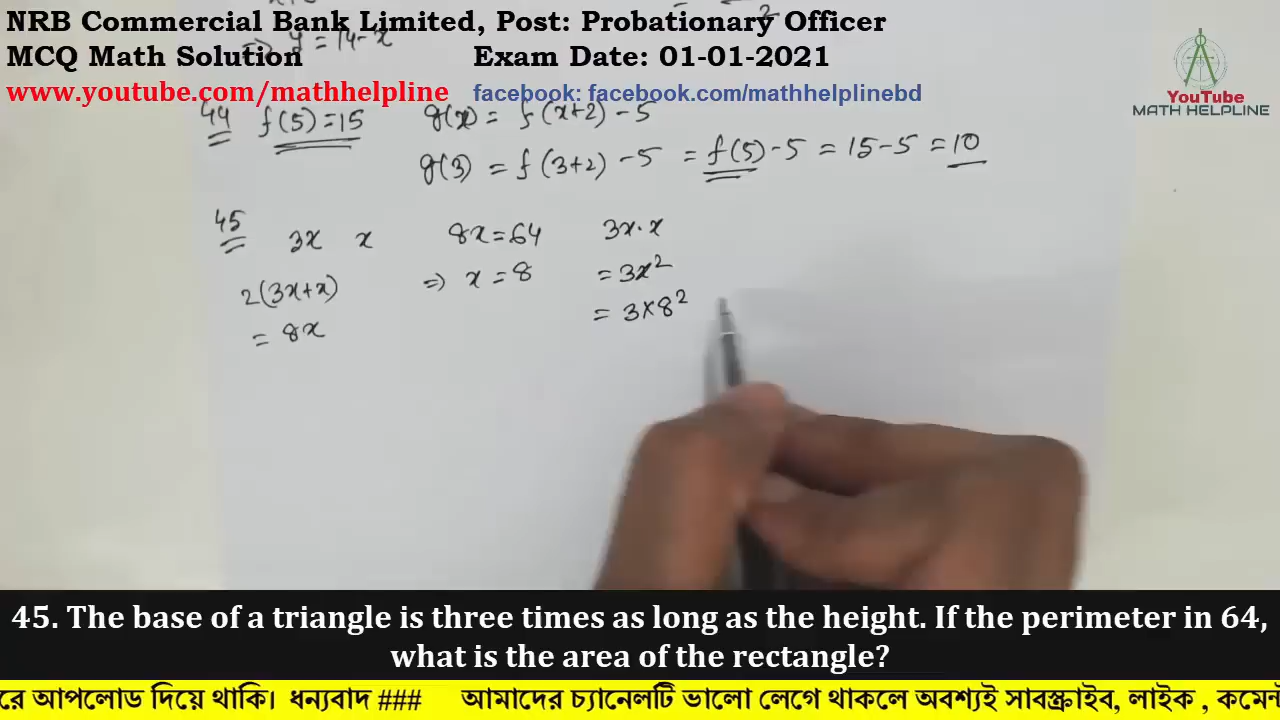 NRB Commercial Bank Limited, Post: Probationary Officer
⇒ y = 14 - x
MCQ Math Solution Exam Date: 01-01-2021
www.youtube.com/mathhelpline facebook: facebook.com/mathhelplinebd
YouTube
MATH HELPLINE
44 f(5) = 15 g(x) = f(x+2) - 5
g(3) = f(3+2) - 5 = f(5) - 5 = 15 - 5 = 10
45 3x x 8x = 64 3x·x
2(3x+x) ⇒ x = 8 = 3x²
= 8x = 3×8²
45. The base of a triangle is three times as long as the height. If the perimeter in 64,
what is the area of the rectangle?
রে আপলোড দিয়ে থাকি। ধন্যবাদ ### আমাদের চ্যানেলটি ভালো লেগে থাকলে অবশ্যই সাবস্ক্রাইব, লাইক , কমেন্ট